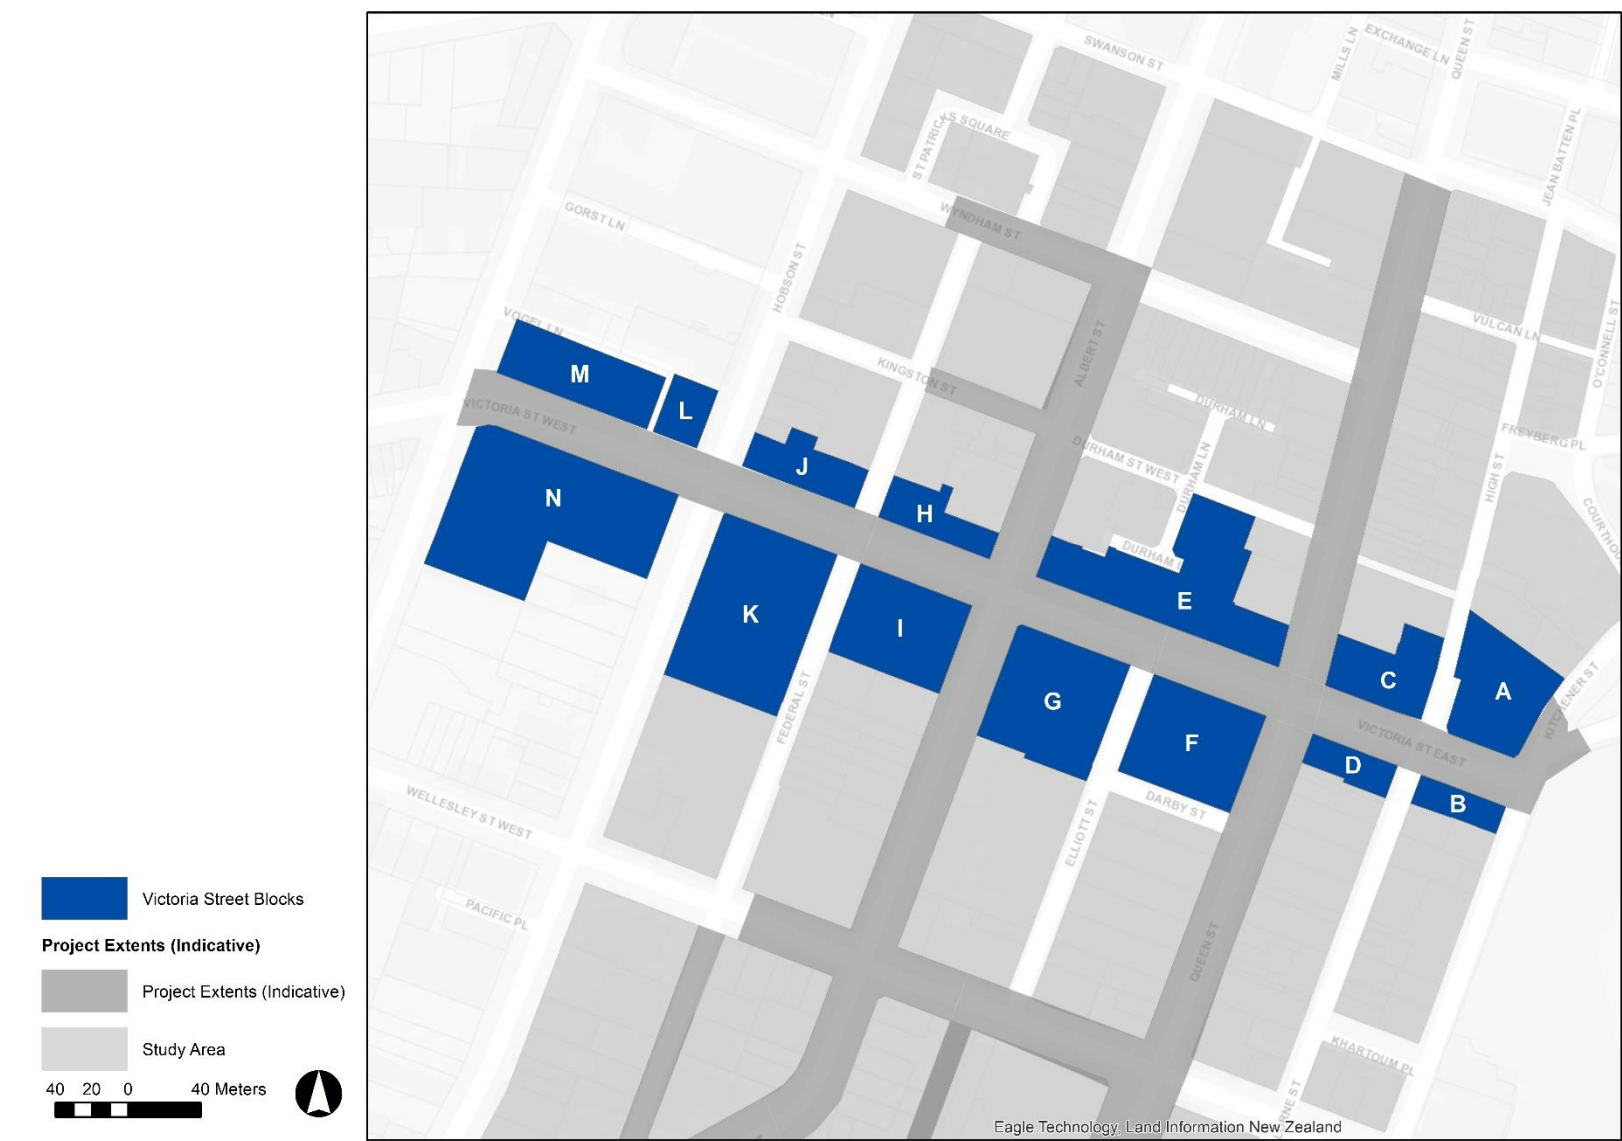 SWANSON ST
MILLS LN
EXCHANGE LN
QUEEN ST
ST PATRICKS SQUARE
JEAN BATTEN PL
WYNDHAM ST
GORST LN
HOBSON ST
VULCAN LN
O'CONNELL ST
VOGEL LN
KINGSTON ST
ALBERT ST
DURHAM LN
FREYBERG PL
M
L
VICTORIA ST WEST
DURHAM ST WEST
DURHAM LN
HIGH ST
J
N
H
DURHAM
E
K
I
C
A
KITCHENER ST
G
F
VICTORIA ST EAST
D
B
FEDERAL ST
DARBY ST
ELLIOTT ST
WELLESLEY ST WEST
PACIFIC PL
QUEEN ST
KHARTOUM PL
Victoria Street Blocks
Project Extents (Indicative)
Project Extents (Indicative)
Study Area
40 20 0 40 Meters
Eagle Technology, Land Information New Zealand